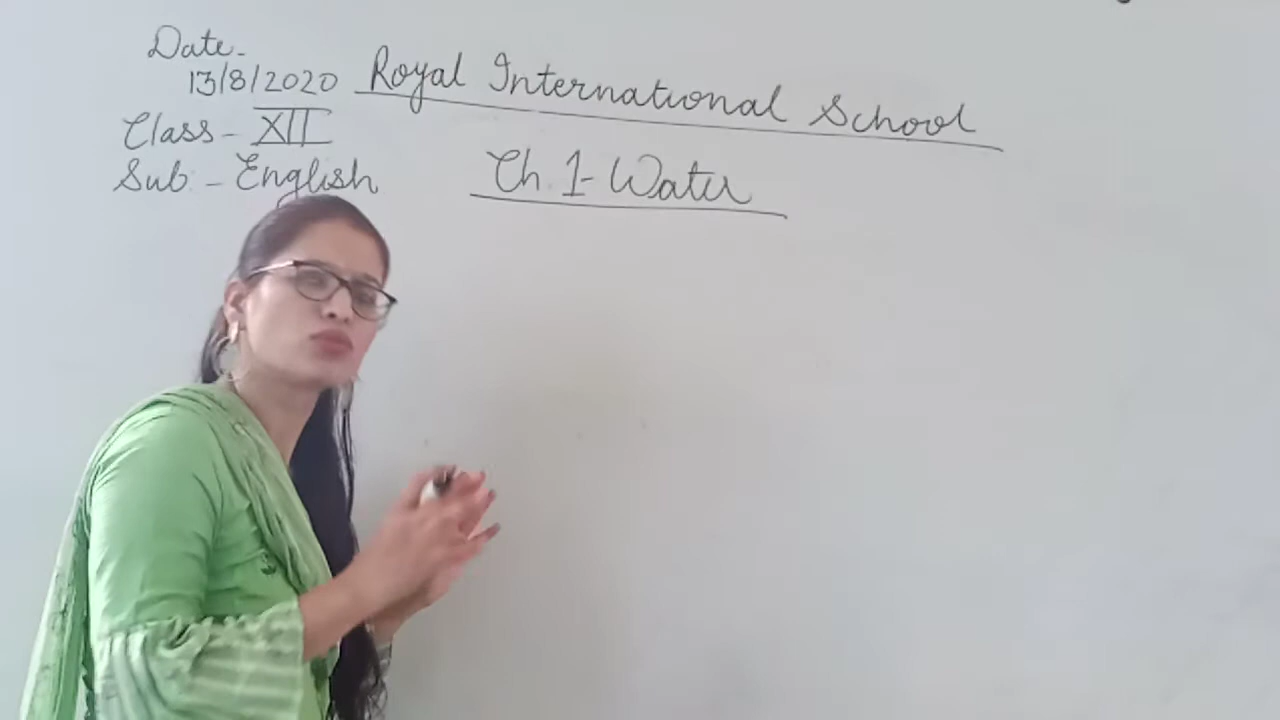 Date-
13/8/2020
Royal International School
Class - XII
Sub - English
Ch 1- Water